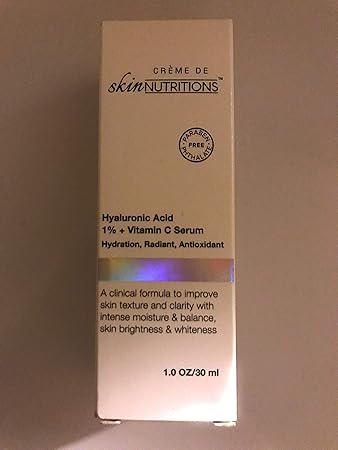 CRÈME DE
skinNUTRITIONS™
PARABEN
FREE
PHTHALATE
Hyaluronic Acid
1% + Vitamin C Serum
Hydration, Radiant, Antioxidant
A clinical formula to improve
skin texture and clarity with
intense moisture & balance,
skin brightness & whiteness
1.0 OZ/30 ml